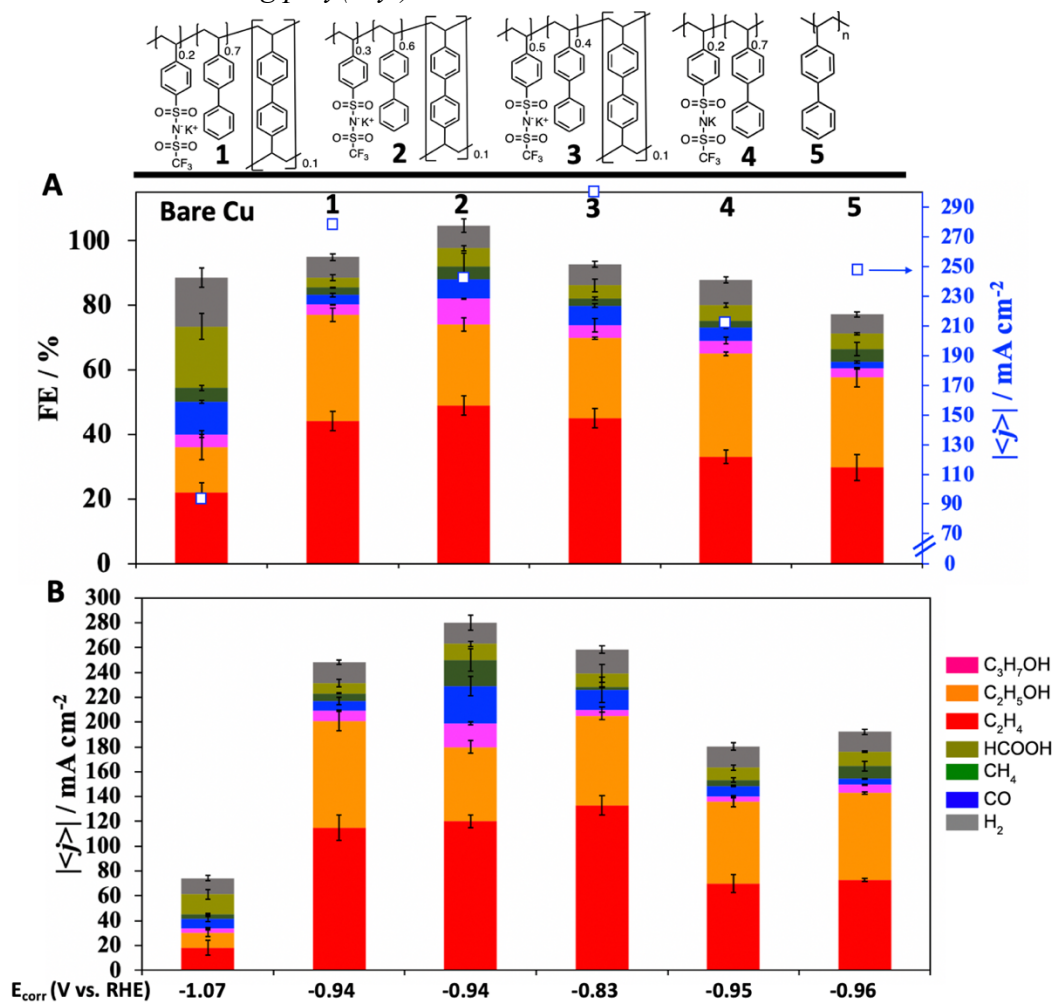 0.2 0.7 0.3 0.6 0.5 0.4 0.2 0.7 n
O=S=O O=S=O O=S=O O=S=O
N⁻K⁺ N⁻K⁺ N⁻K⁺ NK
O=S=O O=S=O O=S=O O=S=O
CF₃ CF₃ CF₃ CF₃
0.1 0.1 0.1
1 2 3 4 5
A
Bare Cu 1 2 3 4 5
FE / %
100
80
60
40
20
0
290
270
250
230
210
190
170
150
130
110
90
70
0
|<j>| / mA cm⁻²
B
|<j>| / mA cm⁻²
300
280
260
240
220
200
180
160
140
120
100
80
60
40
20
0
C₃H₇OH
C₂H₅OH
C₂H₄
HCOOH
CH₄
CO
H₂
E_corr (V vs. RHE) -1.07 -0.94 -0.94 -0.83 -0.95 -0.96